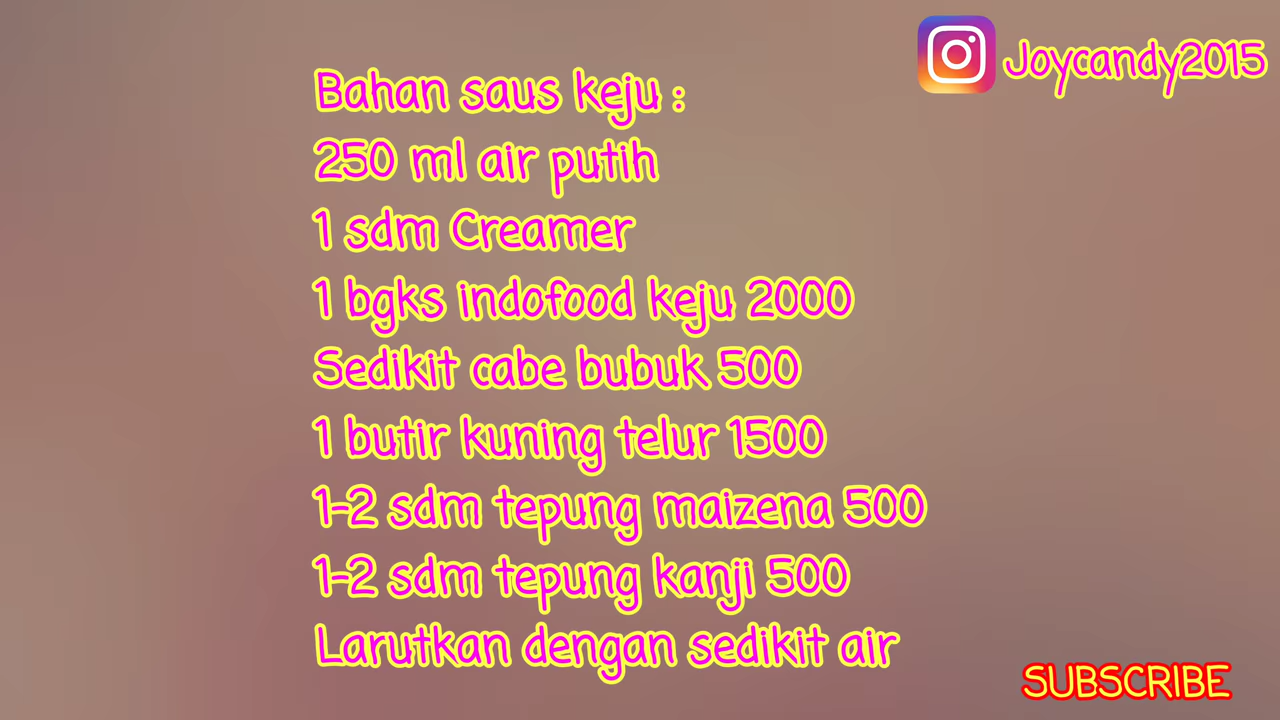 Joycandy2015
Bahan saus keju :
250 ml air putih
1 sdm Creamer
1 bgks indofood keju 2000
Sedikit cabe bubuk 500
1 butir kuning telur 1500
1-2 sdm tepung maizena 500
1-2 sdm tepung kanji 500
Larutkan dengan sedikit air
SUBSCRIBE